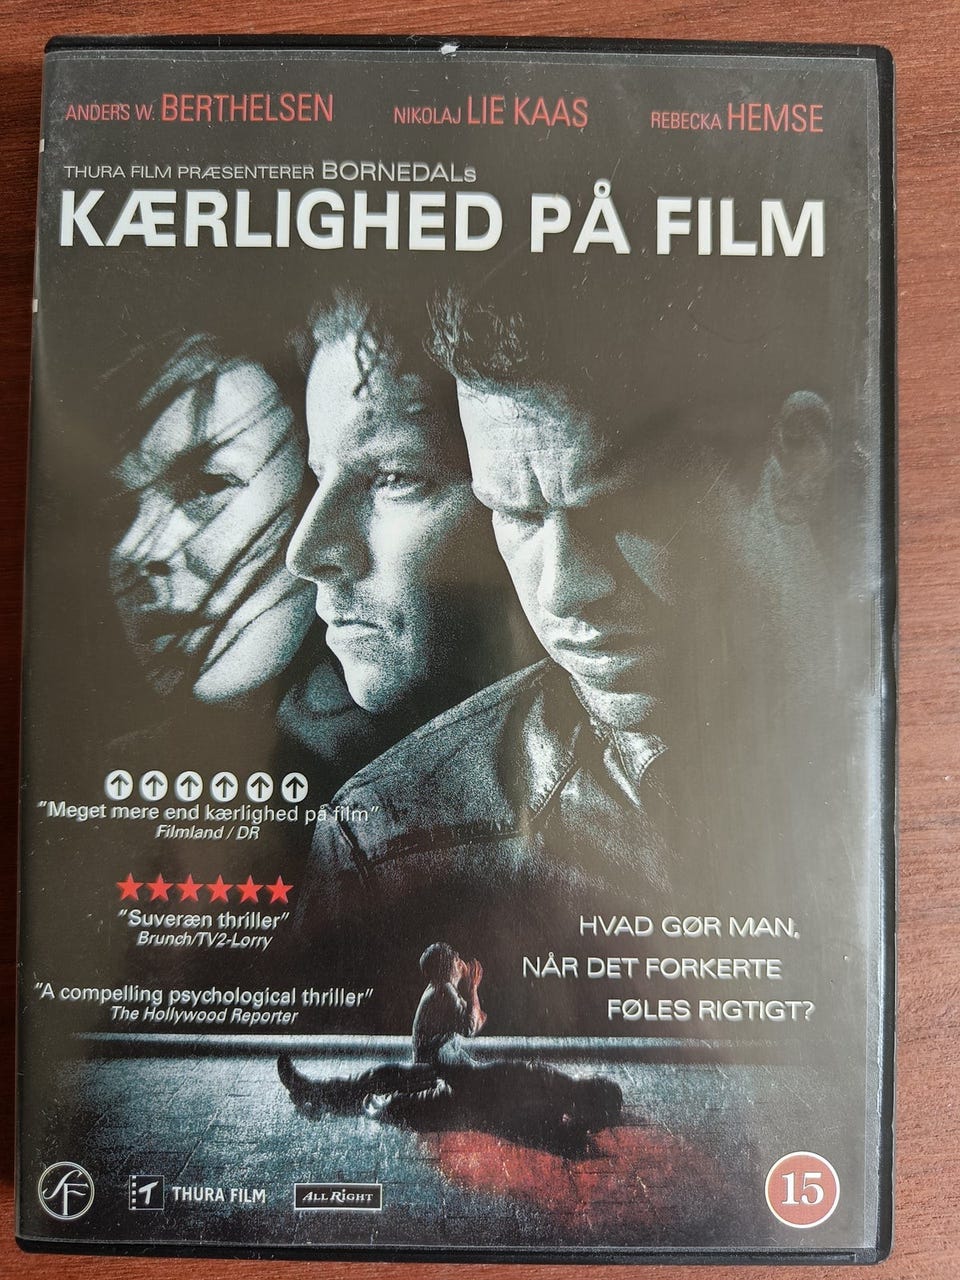 ANDERS W. BERTHELSEN NIKOLAJ LIE KAAS REBECKA HEMSE
THURA FILM PRÆSENTERER BORNEDALs
KÆRLIGHED PÅ FILM
"Meget mere end kærlighed på film"
Filmland / DR
"Suveræn thriller"
Brunch/TV2-Lorry
"A compelling psychological thriller"
The Hollywood Reporter
HVAD GØR MAN,
NÅR DET FORKERTE
FØLES RIGTIGT?
SF
T THURA FILM
ALL RIGHT
15